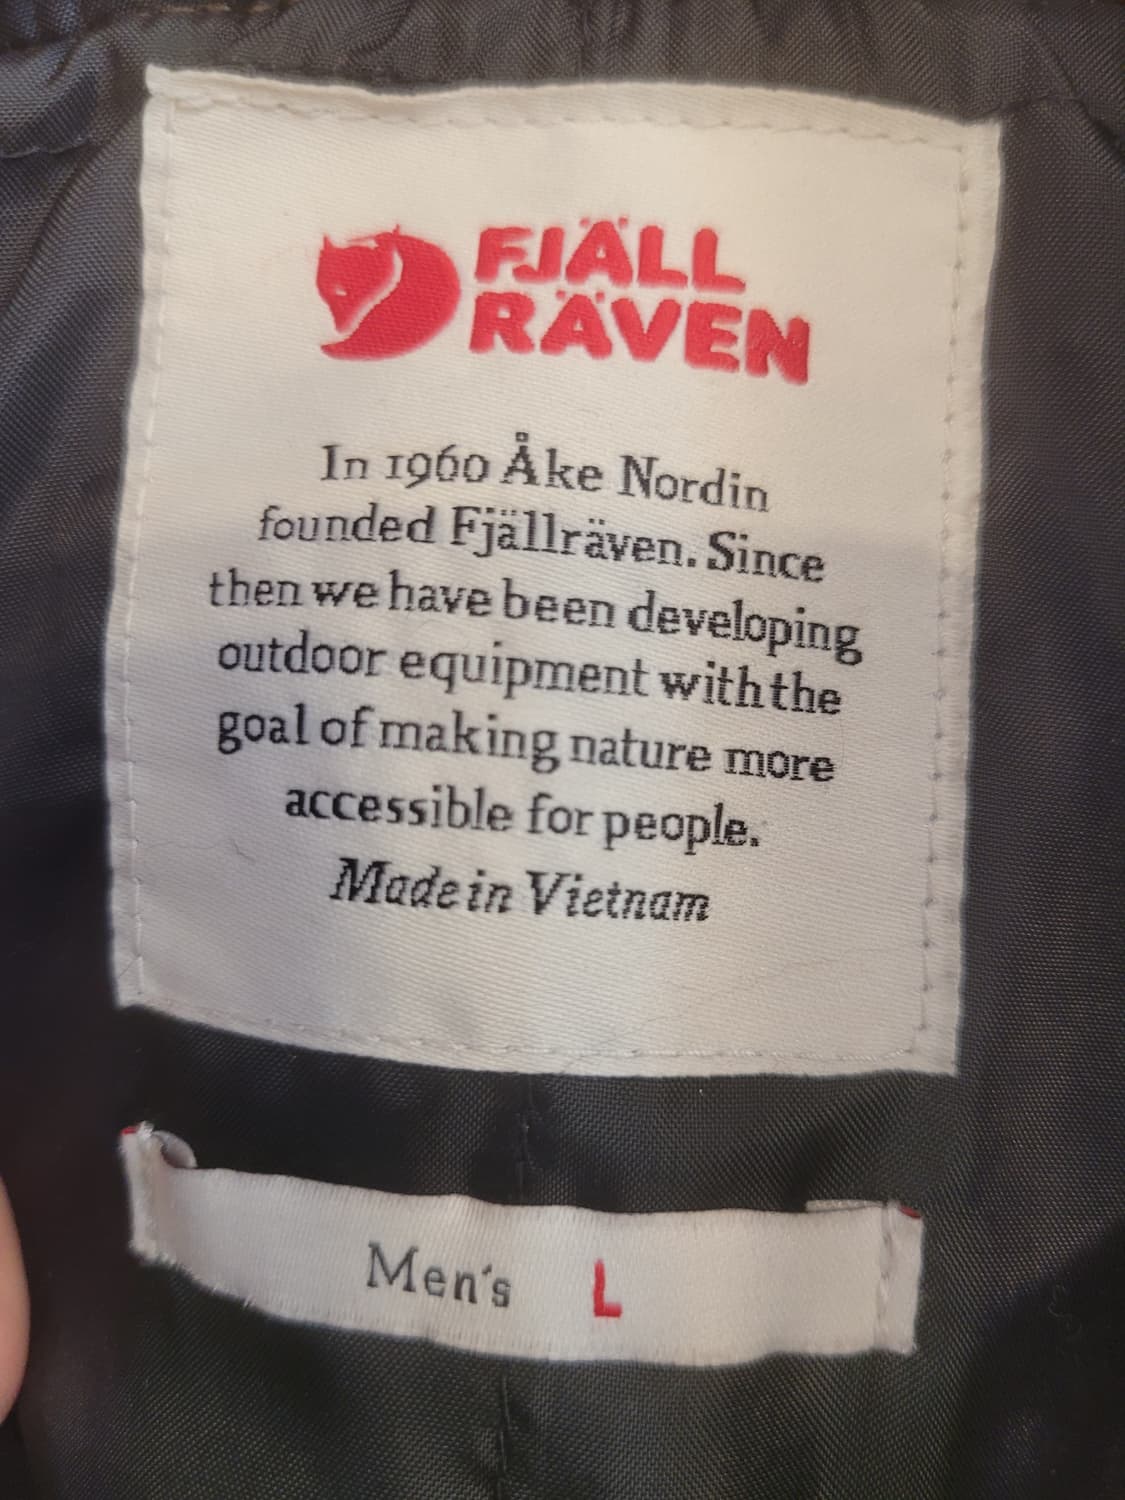 FJÄLL
RÄVEN
In 1960 Åke Nordin
founded Fjällräven. Since
then we have been developing
outdoor equipment with the
goal of making nature more
accessible for people.
Made in Vietnam
Men's L